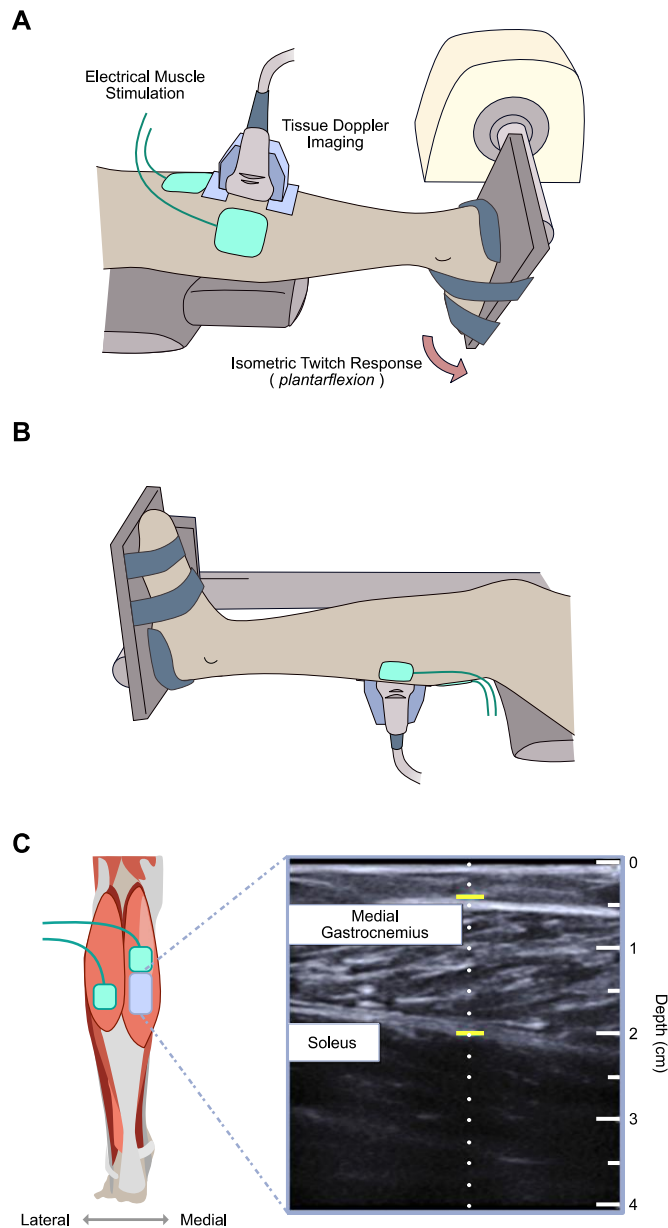 A
Electrical Muscle
Stimulation
Tissue Doppler
Imaging
Isometric Twitch Response
( plantarflexion )
B
C
0
Medial
Gastrocnemius
1
Soleus
2
3
4
Depth (cm)
Lateral
Medial